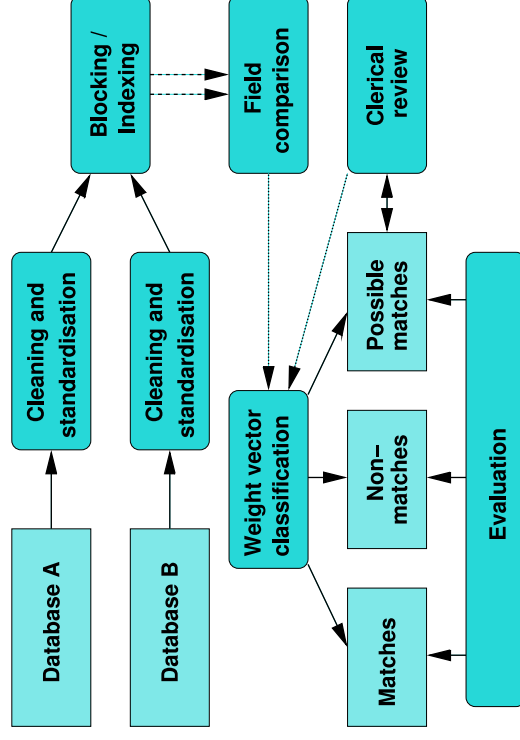 Database A
Database B
Cleaning and
standardisation
Cleaning and
standardisation
Blocking /
Indexing
Field
comparison
Weight vector
classification
Clerical
review
Matches
Non–
matches
Possible
matches
Evaluation